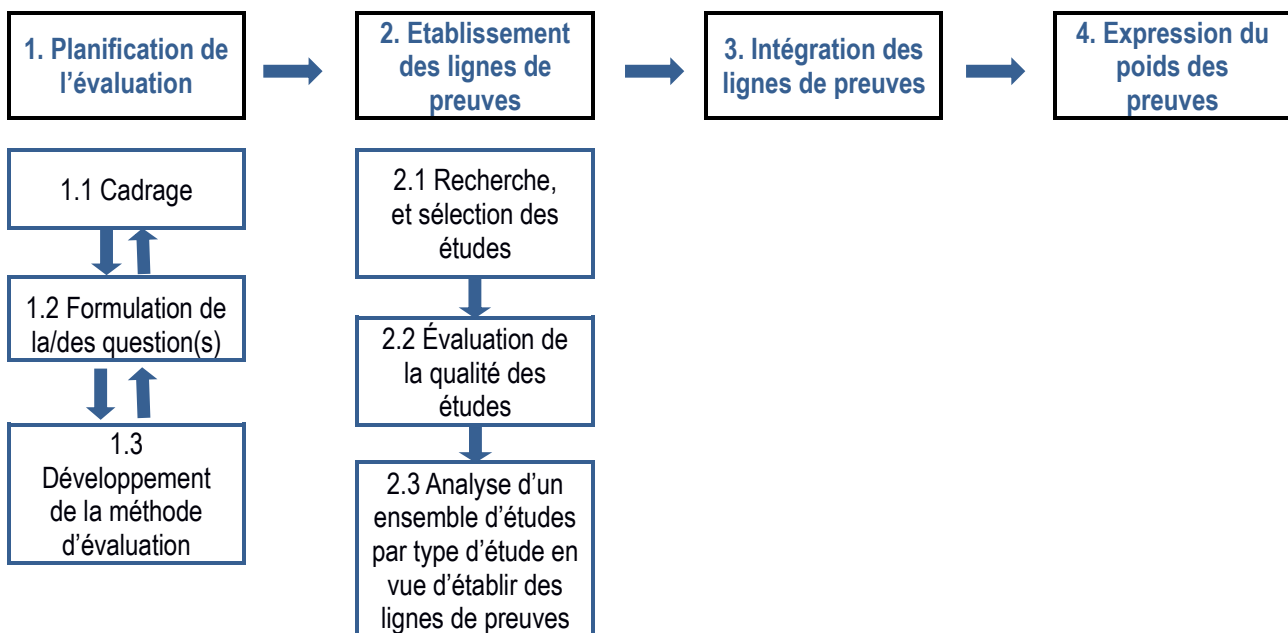 1. Planification de
l’évaluation
2. Etablissement
des lignes de
preuves
3. Intégration des
lignes de preuves
4. Expression du
poids des
preuves
1.1 Cadrage
1.2 Formulation de
la/des question(s)
1.3
Développement
de la méthode
d’évaluation
2.1 Recherche,
et sélection des
études
2.2 Évaluation de
la qualité des
études
2.3 Analyse d’un
ensemble d’études
par type d’étude en
vue d’établir des
lignes de preuves